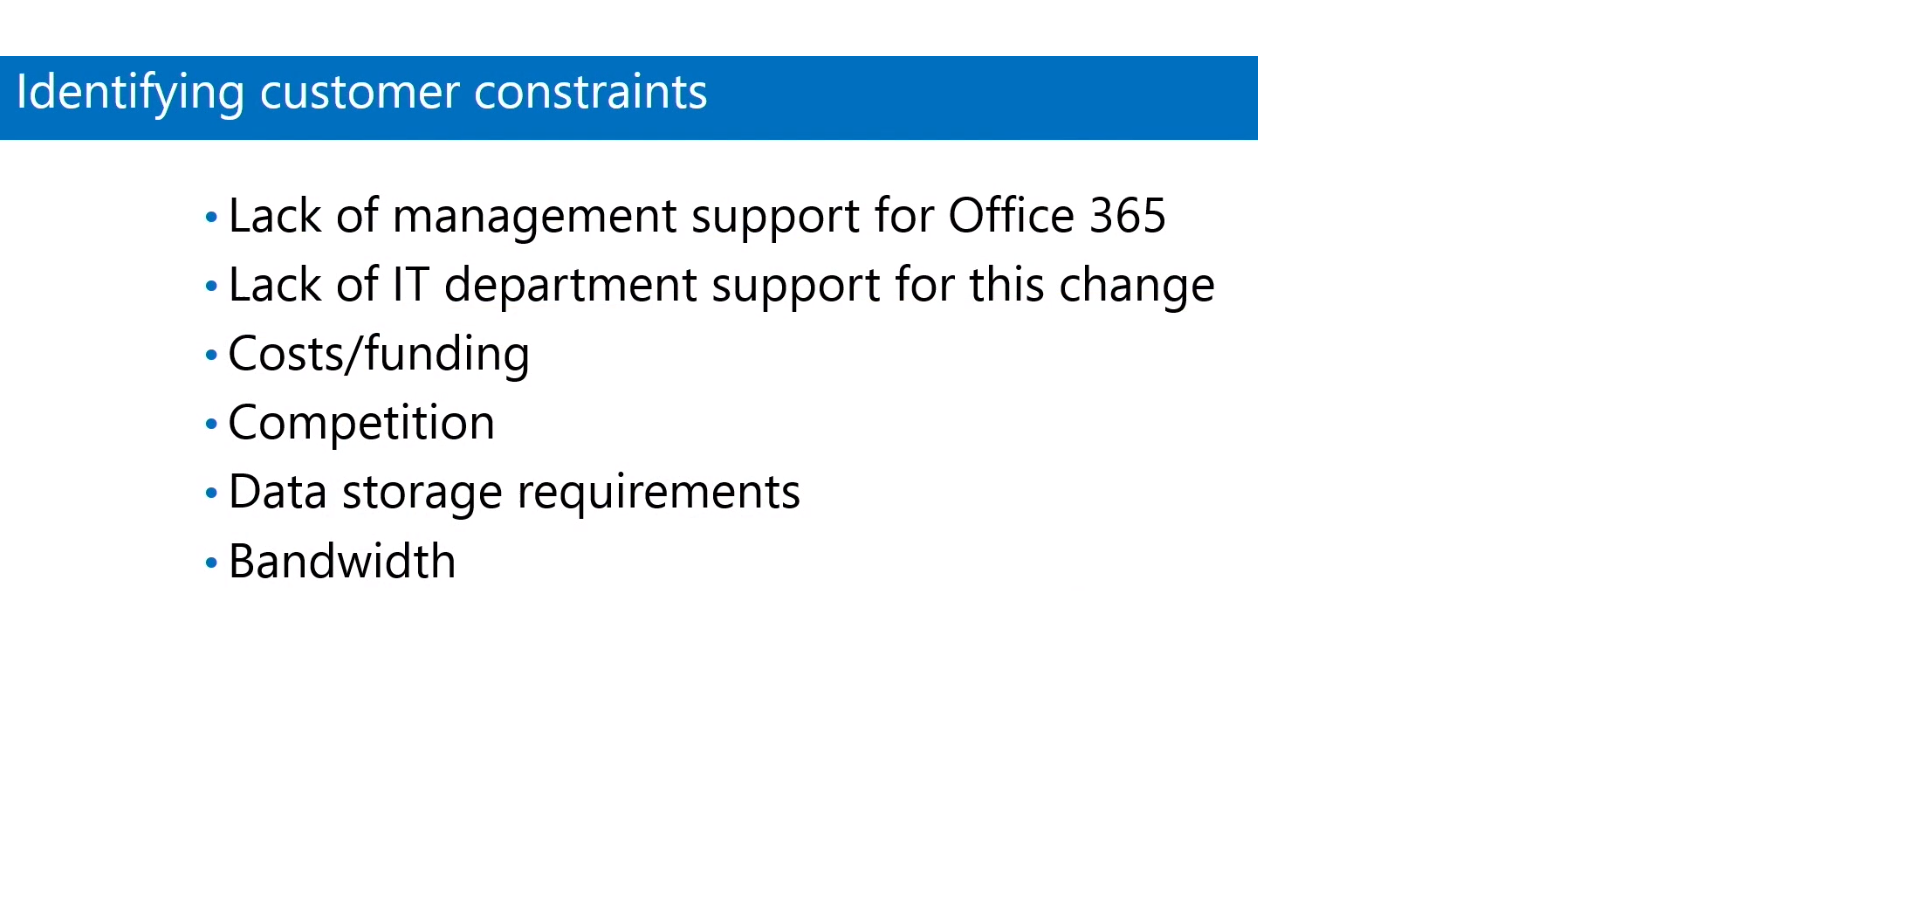 Identifying customer constraints
• Lack of management support for Office 365
• Lack of IT department support for this change
• Costs/funding
• Competition
• Data storage requirements
• Bandwidth